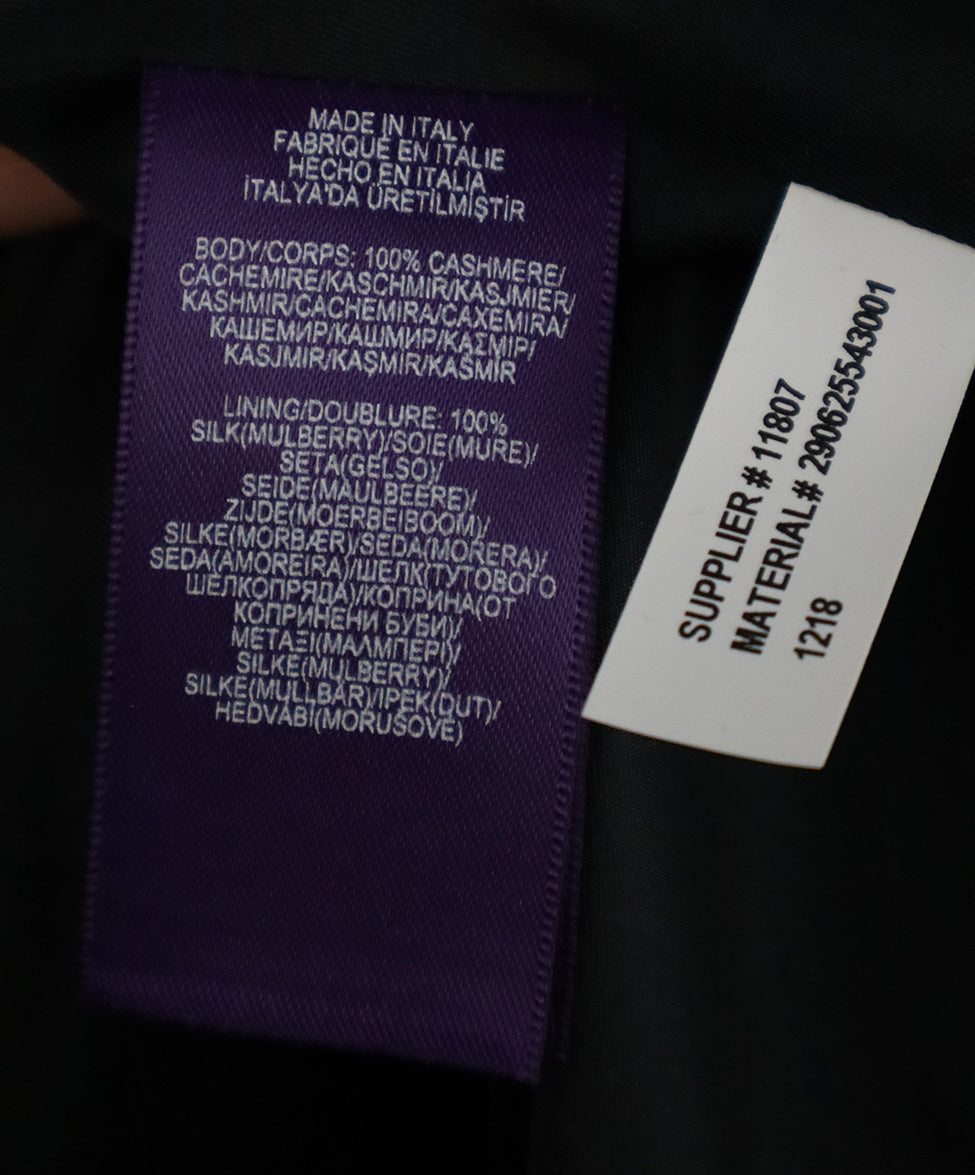 MADE IN ITALY
FABRIQUÉ EN ITALIE
HECHO EN ITALIA
İTALYA'DA ÜRETİLMİŞTİR
BODY/CORPS: 100% CASHMERE/
CACHEMIRE/KASCHMIR/KASJMIER/
KASHMIR/CACHEMIRA/CAXEMIRA/
КАШЕМИР/КАШМИР/ΚΑΣΜΙΡ/
KASJMIR/KAŞMIR/KAŠMÍR
LINING/DOUBLURE: 100%
SILK(MULBERRY)/SOIE(MURE)/
SETA(GELSO)/
SEIDE(MAULBEERE)/
ZIJDE(MOERBEIBOOM)/
SILKE(MORBÆR)/SEDA(MORERA)/
SEDA(AMOREIRA)/ШЕЛК(ТУТОВОГО
ШЕЛКОПРЯДА)/КОПРИНА(ОТ
КОПРИНЕНИ БУБИ)/
ΜΕΤΑΞΙ(ΜΑΛΜΠΕΡΙ)/
SILKE(MULBERRY)/
SILKE(MULLBÄR)/IPEK(DUT)/
HEDVÁBÍ(MORUŠOVÉ)
SUPPLIER # 11807
MATERIAL# 290625543001
1218